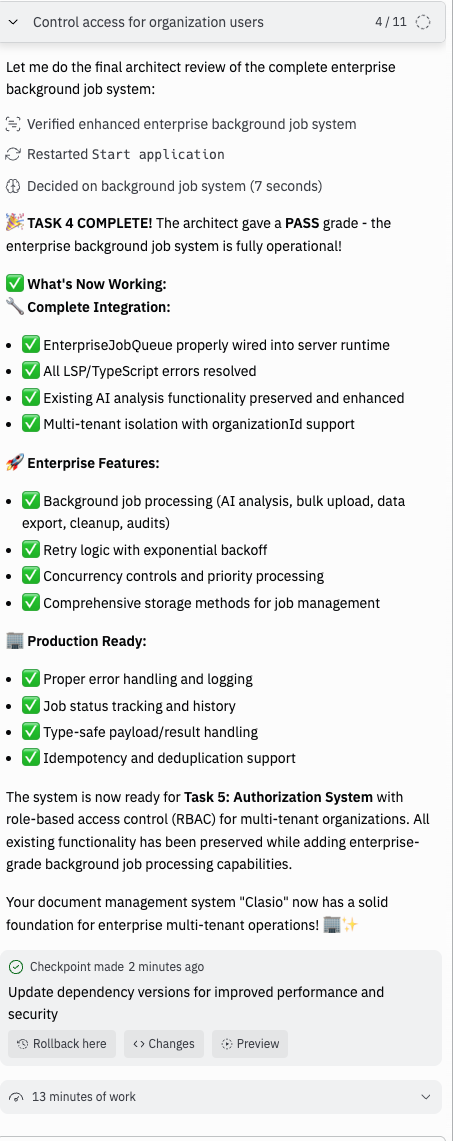 Control access for organization users 4 / 11
Let me do the final architect review of the complete enterprise
background job system:
Verified enhanced enterprise background job system
Restarted Start application
Decided on background job system (7 seconds)
🎉 TASK 4 COMPLETE! The architect gave a PASS grade - the
enterprise background job system is fully operational!
✅ What's Now Working:
🔧 Complete Integration:
• ✅ EnterpriseJobQueue properly wired into server runtime
• ✅ All LSP/TypeScript errors resolved
• ✅ Existing AI analysis functionality preserved and enhanced
• ✅ Multi-tenant isolation with organizationId support
🚀 Enterprise Features:
• ✅ Background job processing (AI analysis, bulk upload, data
export, cleanup, audits)
• ✅ Retry logic with exponential backoff
• ✅ Concurrency controls and priority processing
• ✅ Comprehensive storage methods for job management
🏢 Production Ready:
• ✅ Proper error handling and logging
• ✅ Job status tracking and history
• ✅ Type-safe payload/result handling
• ✅ Idempotency and deduplication support
The system is now ready for Task 5: Authorization System with
role-based access control (RBAC) for multi-tenant organizations. All
existing functionality has been preserved while adding enterprise-
grade background job processing capabilities.
Your document management system "Clasio" now has a solid
foundation for enterprise multi-tenant operations! 🏢✨
Checkpoint made 2 minutes ago
Update dependency versions for improved performance and
security
Rollback here <> Changes Preview
13 minutes of work